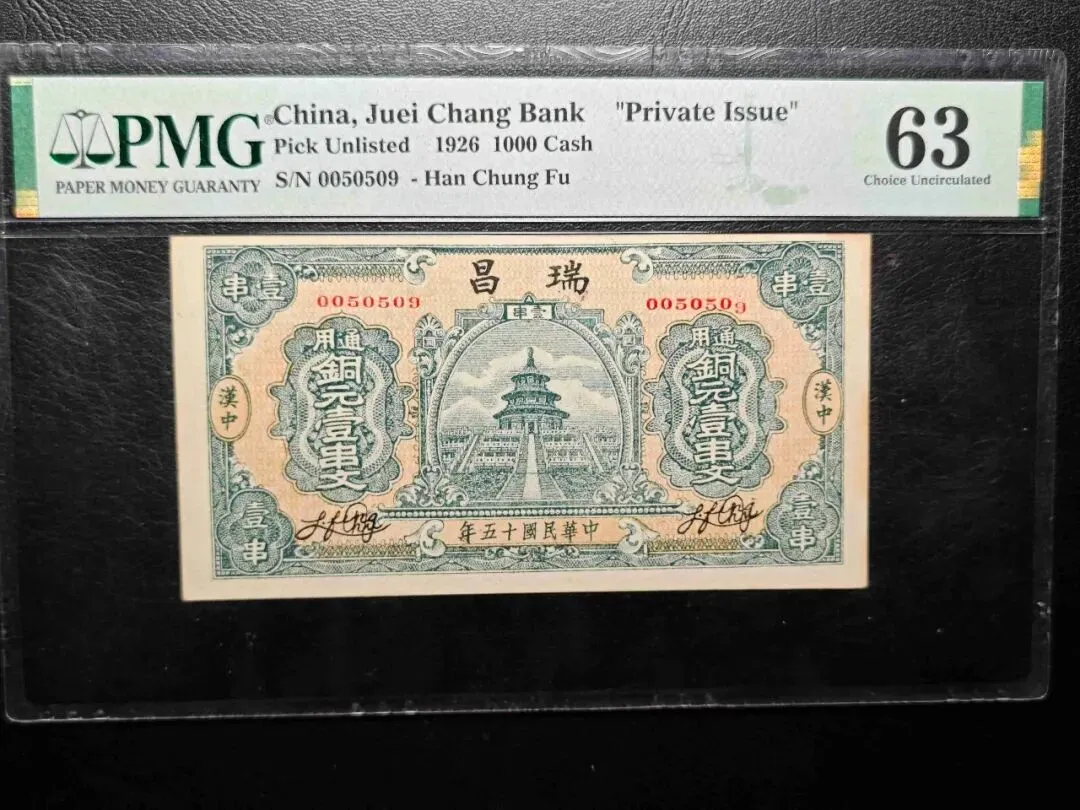 PMG®
PAPER MONEY GUARANTY
China, Juei Chang Bank "Private Issue"
Pick Unlisted 1926 1000 Cash
S/N 0050509 - Han Chung Fu
63
Choice Uncirculated
瑞昌
壹串
壹串
0050509
0050509
壹串
通用
銅元壹串文
通用
銅元壹串文
漢中
漢中
壹串
壹串
中華民國十五年